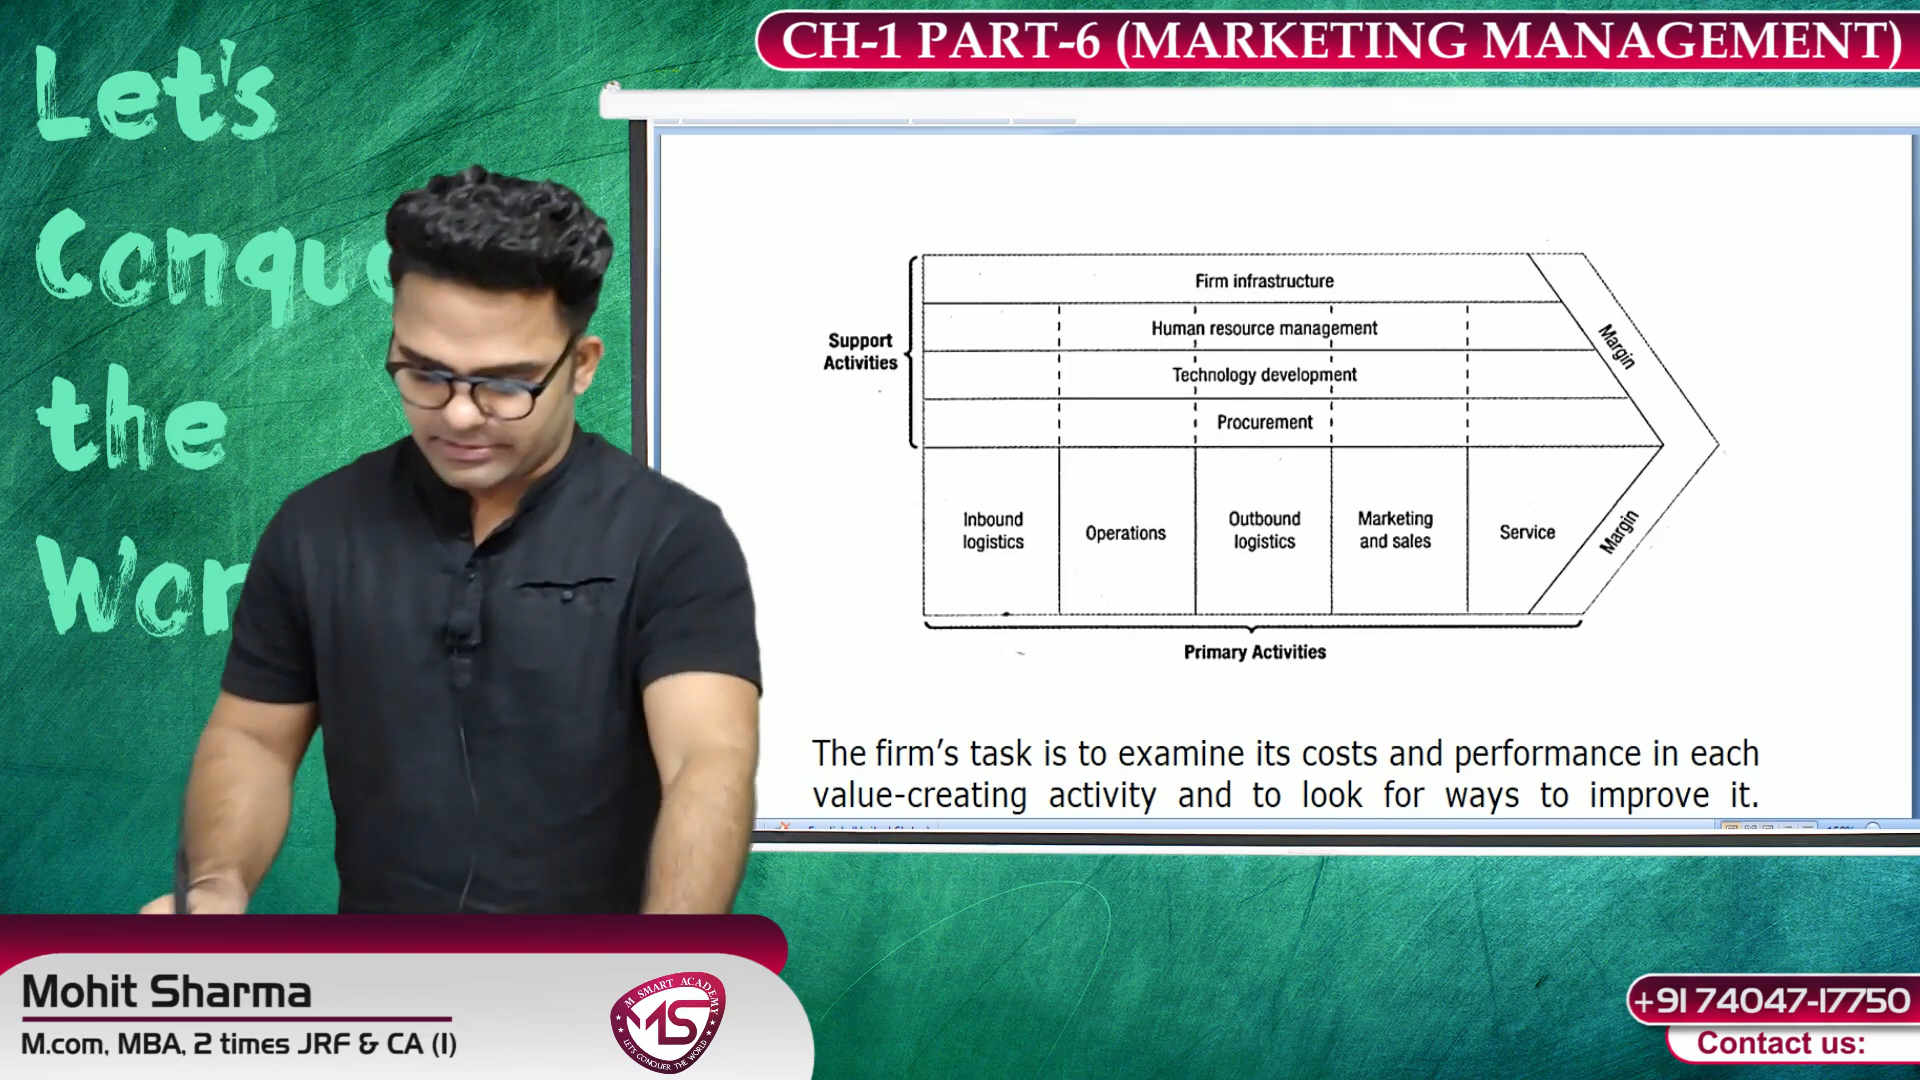 CH-1 PART-6 (MARKETING MANAGEMENT)
Let's
Conque
the
Wor
Firm infrastructure
Human resource management
Technology development
Procurement
Support
Activities
Margin
Inbound
logistics
Operations
Outbound
logistics
Marketing
and sales
Service
Margin
Primary Activities
The firm's task is to examine its costs and performance in each
value-creating activity and to look for ways to improve it.
Mohit Sharma
M.com, MBA, 2 times JRF & CA (I)
M SMART ACADEMY
MS
LETS CONQUER THE WORLD
+91 74047-17750
Contact us: